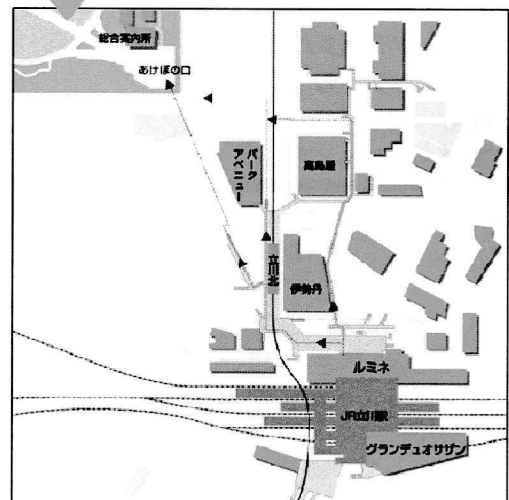 総合案内所
あけぼの口
パーク
アベニュー
高島屋
立川北
伊勢丹
ルミネ
JR立川駅
グランデュオサザン